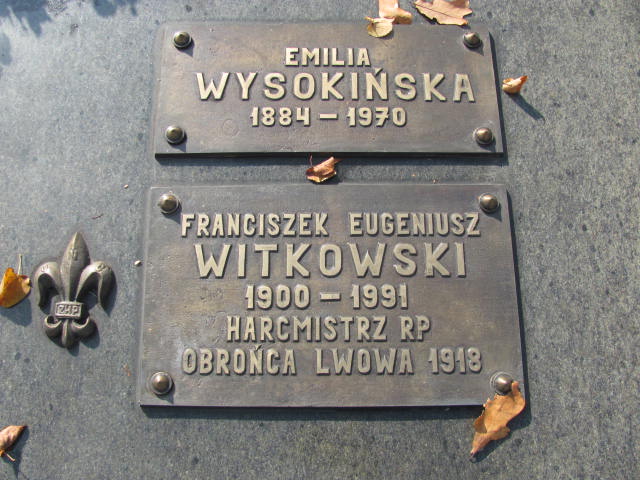 EMILIA
WYSOKIŃSKA
1884 – 1970
FRANCISZEK EUGENIUSZ
WITKOWSKI
1900 – 1991
HARCMISTRZ RP
OBROŃCA LWOWA 1918
ZHP